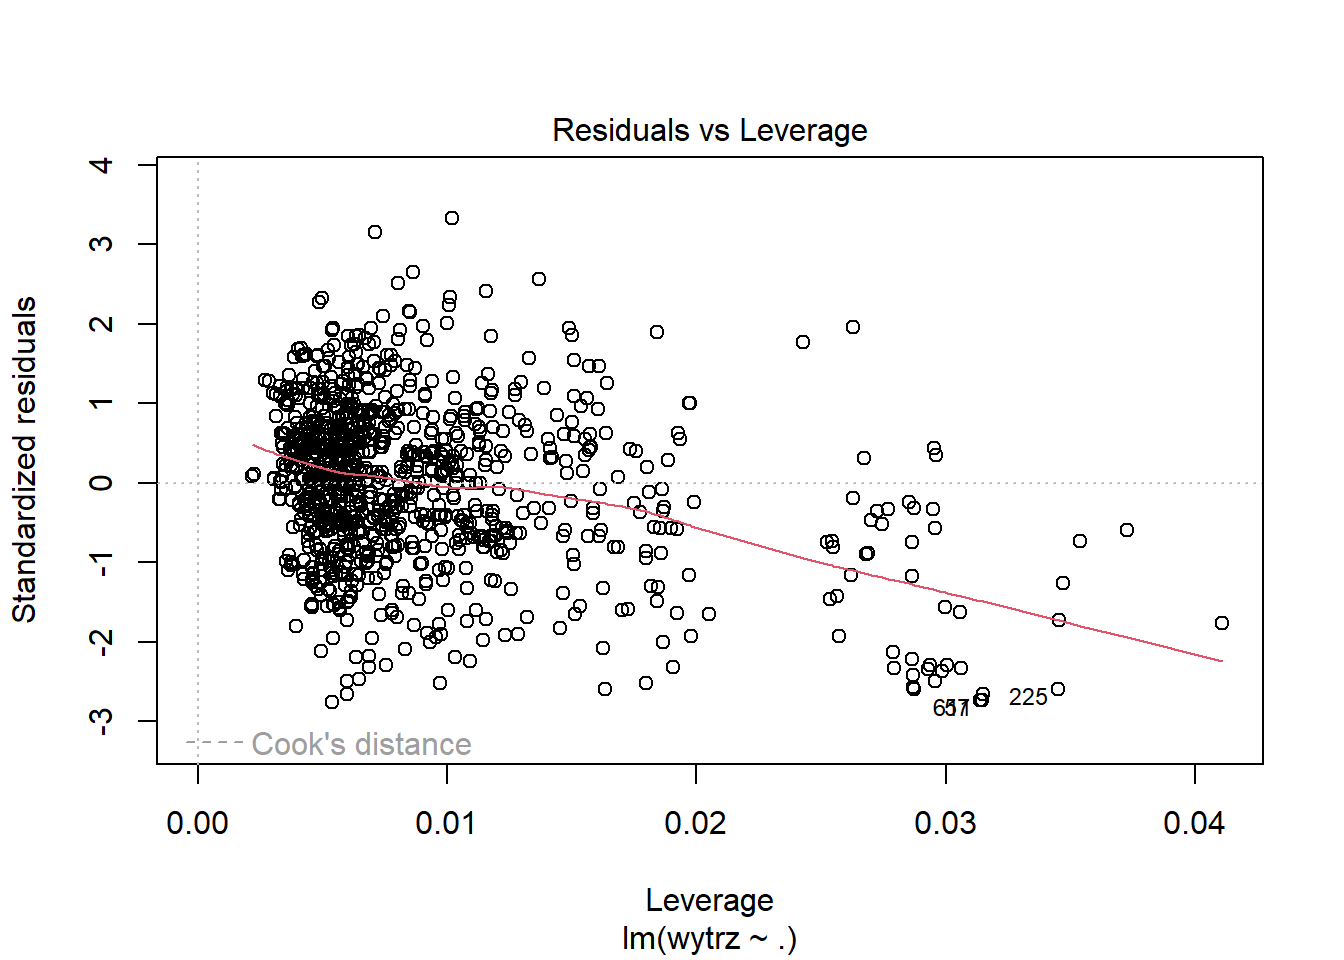 Residuals vs Leverage
Standardized residuals
4
3
2
1
0
-1
-2
-3
225
Cook's distance
0.00 0.01 0.02 0.03 0.04
Leverage
lm(wytrz ~ .)